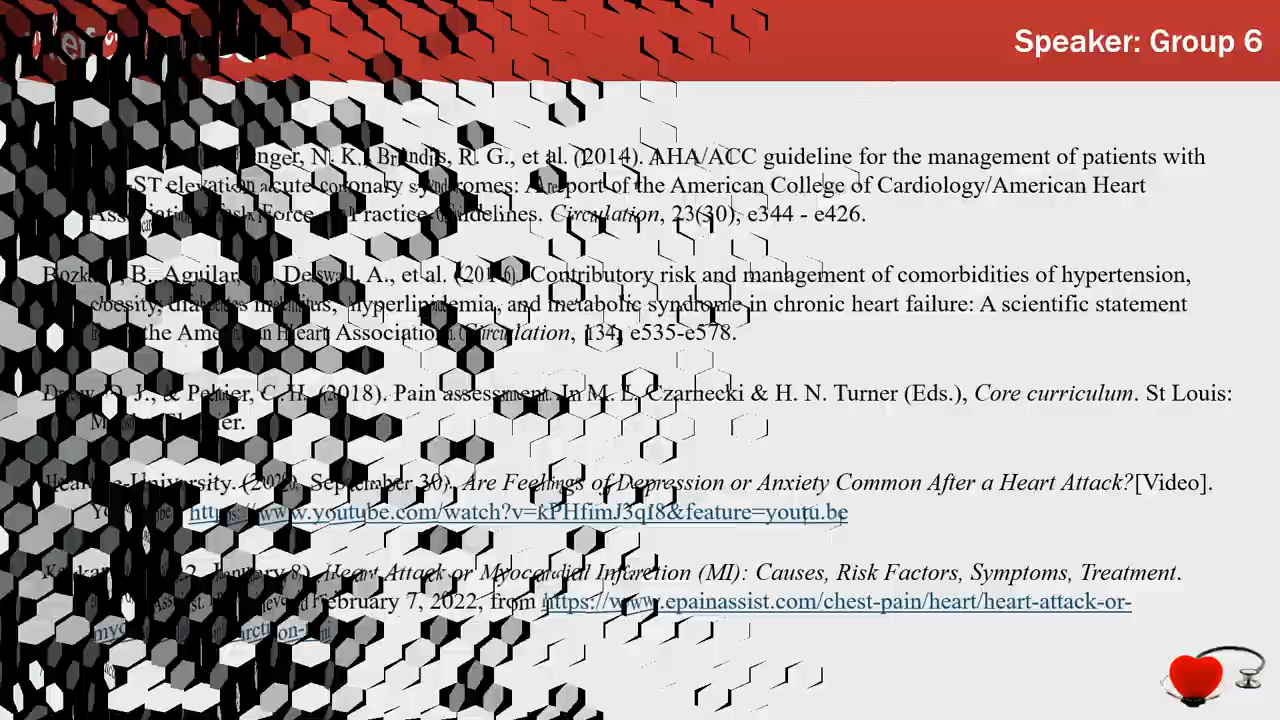 Speaker: Group 6
N. K., Brindis, R. G., et al. (2014). AHA/ACC guideline for the management of patients with
ST elevation acute coronary syndromes: A report of the American College of Cardiology/American Heart
Association Task Force Practice Guidelines. Circulation, 23(30), e344 - e426.
B., Aguilar, Deswall, A., et al. (2016). Contributory risk and management of comorbidities of hypertension,
obesity, diabetes mellitus, hyperlipidemia, and metabolic syndrome in chronic heart failure: A scientific statement
the American Heart Association. Circulation, 134, e535-e578.
D. J., & Peltier, C. H. (2018). Pain assessment. In M. L. Czarnecki & H. N. Turner (Eds.), Core curriculum. St Louis:
University. (2020, September 30). Are Feelings of Depression or Anxiety Common After a Heart Attack?[Video].
https://www.youtube.com/watch?v=kPHfimJ3qI8&feature=youtu.be
January 8). Heart Attack or Myocardial Infarction (MI): Causes, Risk Factors, Symptoms, Treatment.
February 7, 2022, from https://www.epainassist.com/chest-pain/heart/heart-attack-or-